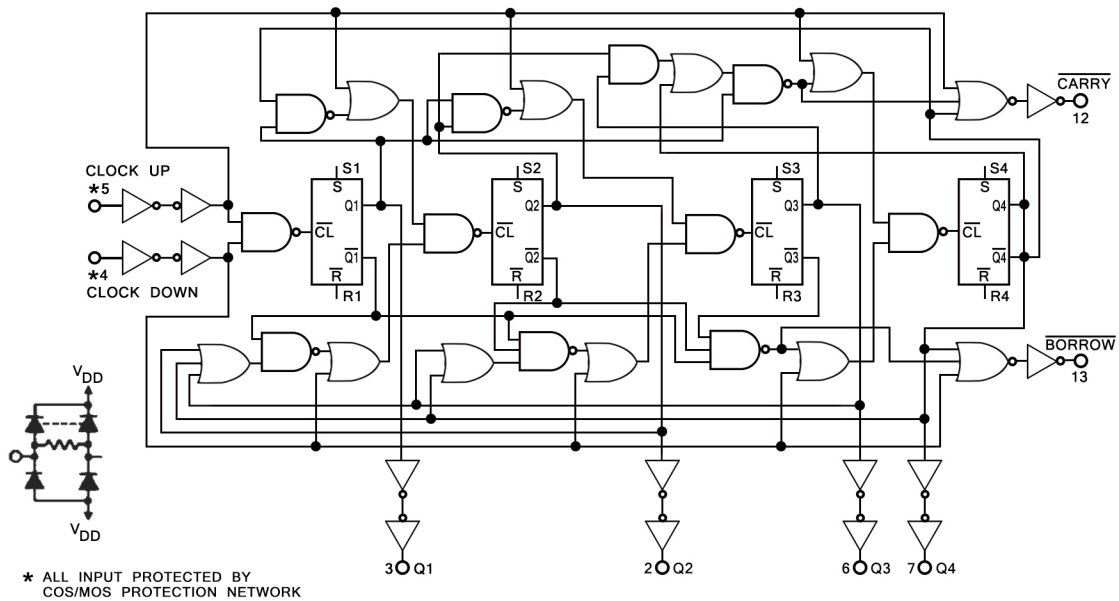 CARRY
12
CLOCK UP
*5
*4
CLOCK DOWN
S1
S
Q1
CL
Q1
R
R1
S2
S
Q2
CL
Q2
R
R2
S3
S
Q3
CL
Q3
R
R3
S4
S
Q4
CL
Q4
R
R4
BORROW
13
VDD
VDD
3 Q1
2 Q2
6 Q3
7 Q4
* ALL INPUT PROTECTED BY
COS/MOS PROTECTION NETWORK